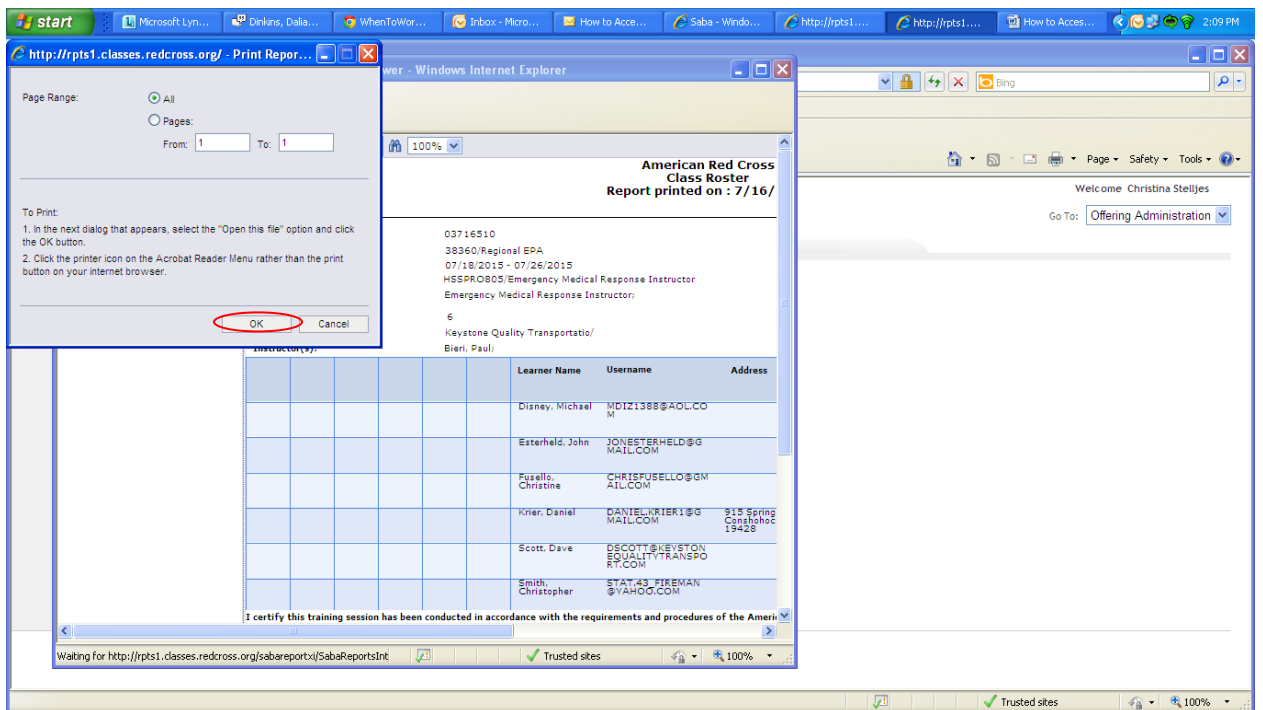 start
Microsoft Lyn...
Dinkins, Dalia...
WhenToWor...
Inbox - Micro...
How to Acce...
Saba - Windo...
http://rpts1....
http://rpts1....
How to Acces...
2:09 PM
http://rpts1.classes.redcross.org/ - Print Repor...
Page Range:
All
Pages:
From: 1 To: 1
To Print:
1. In the next dialog that appears, select the "Open this file" option and click
the OK button.
2. Click the printer icon on the Acrobat Reader Menu rather than the print
button on your internet browser.
OK Cancel
wer - Windows Internet Explorer
100%
American Red Cross
Class Roster
Report printed on : 7/16/
03716510
38360/Regional EPA
07/18/2015 - 07/26/2015
HSSPRO805/Emergency Medical Response Instructor
Emergency Medical Response Instructor;
6
Keystone Quality Transportatio/
Instructor(s): Bieri, Paul;
Learner Name Username Address
Disney, Michael MDIZ1388@AOL.CO
M
Esterheld, John JONESTERHELD@G
MAIL.COM
Fusello, CHRISFUSELLO@GM
Christine AIL.COM
Krier, Daniel DANIEL.KRIER1@G 915 Spring
MAIL.COM Conshohoc
19428
Scott, Dave DSCOTT@KEYSTON
EQUALITYTRANSPO
RT.COM
Smith, STAT.43_FIREMAN
Christopher @YAHOO.COM
I certify this training session has been conducted in accordance with the requirements and procedures of the Ameri
Waiting for http://rpts1.classes.redcross.org/sabareportxi/SabaReportsInt
Trusted sites
100%
Bing
Page Safety Tools
Welcome Christina Stelljes
Go To: Offering Administration
Trusted sites
100%